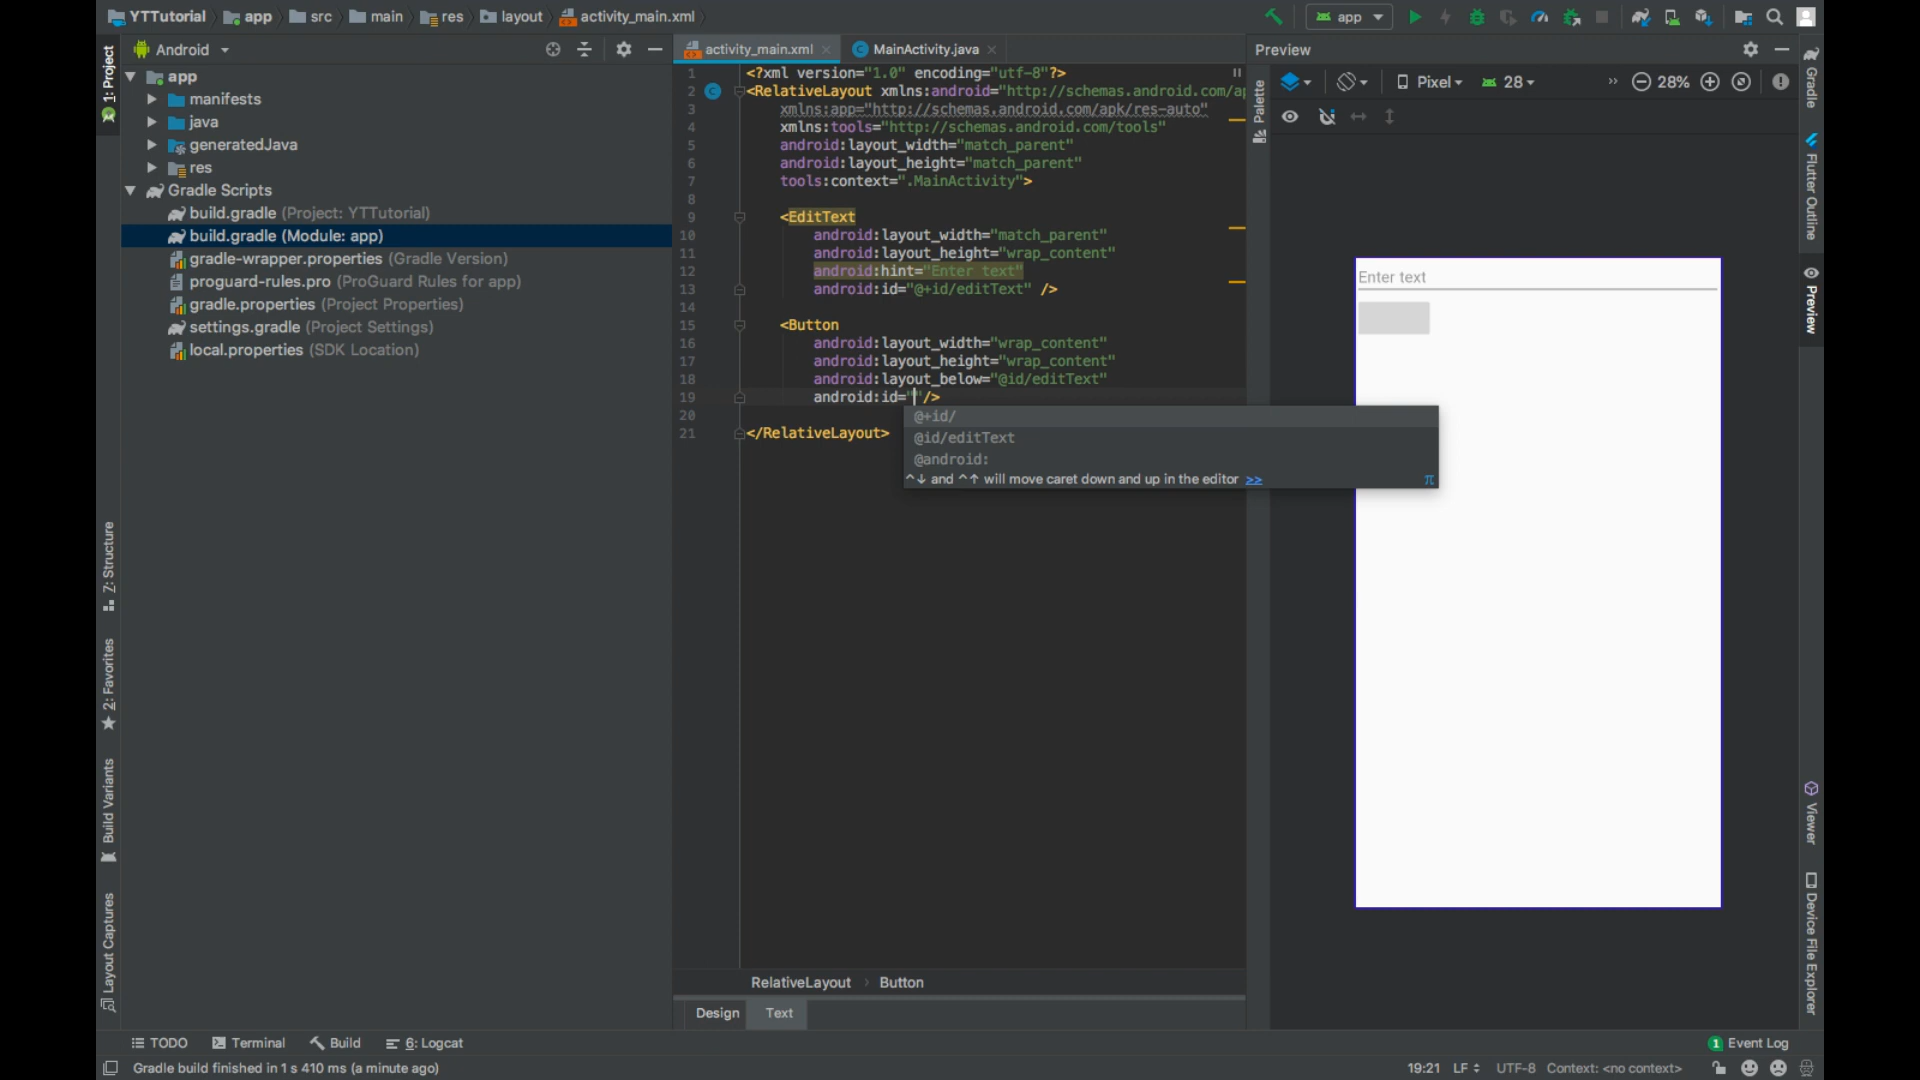 YTTutorial app src main res layout activity_main.xml
app
1: Project
Android
app
manifests
java
generatedJava
res
Gradle Scripts
build.gradle (Project: YTTutorial)
build.gradle (Module: app)
gradle-wrapper.properties (Gradle Version)
proguard-rules.pro (ProGuard Rules for app)
gradle.properties (Project Properties)
settings.gradle (Project Settings)
local.properties (SDK Location)
Z: Structure
2: Favorites
Build Variants
Layout Captures
activity_main.xml
MainActivity.java
1 <?xml version="1.0" encoding="utf-8"?>
2 <RelativeLayout xmlns:android="http://schemas.android.com/ap
3 xmlns:app="http://schemas.android.com/apk/res-auto"
4 xmlns:tools="http://schemas.android.com/tools"
5 android:layout_width="match_parent"
6 android:layout_height="match_parent"
7 tools:context=".MainActivity">
8
9 <EditText
10 android:layout_width="match_parent"
11 android:layout_height="wrap_content"
12 android:hint="Enter text"
13 android:id="@+id/editText" />
14
15 <Button
16 android:layout_width="wrap_content"
17 android:layout_height="wrap_content"
18 android:layout_below="@id/editText"
19 android:id=""/>
20
21 </RelativeLayout>
@+id/
@id/editText
@android:
^↓ and ^↑ will move caret down and up in the editor >>
π
RelativeLayout › Button
Design
Text
Preview
Palette
Pixel
28
» 28%
Enter text
Gradle
Flutter Outline
Preview
Viewer
Device File Explorer
TODO
Terminal
Build
6: Logcat
1 Event Log
Gradle build finished in 1 s 410 ms (a minute ago)
19:21 LF UTF-8 Context: <no context>